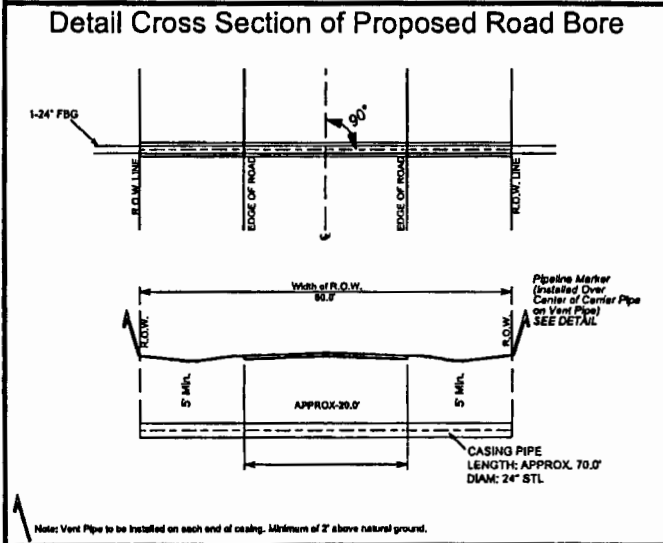 Detail Cross Section of Proposed Road Bore
1-24" FBG
90°
R.O.W. LINE
EDGE OF ROAD
EDGE OF ROAD
R.O.W. LINE
℄
Width of R.O.W.
60.0'
Pipeline Marker
(Installed Over
Center of Carrier Pipe
on Vent Pipe)
SEE DETAIL
R.O.W.
R.O.W.
5' Min.
APPROX-20.0'
5' Min.
CASING PIPE
LENGTH: APPROX. 70.0'
DIAM: 24" STL
Note: Vent Pipe to be installed on each end of casing. Minimum of 2' above natural ground.